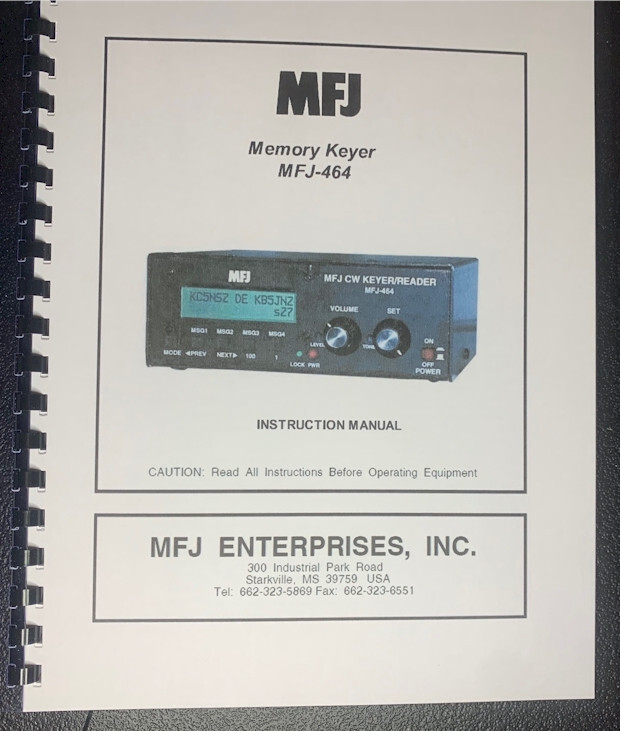 MFJ
Memory Keyer
MFJ-464
MFJ
MFJ CW KEYER/READER
MFJ-464
KC5NSZ DE KB5JNZ
s27
VOLUME SET
MSG1 MSG2 MSG3 MSG4
LEVEL TONE
ON
MODE ◀PREV NEXT▶ 100 1
LOCK PWR
OFF
POWER
INSTRUCTION MANUAL
CAUTION: Read All Instructions Before Operating Equipment
MFJ ENTERPRISES, INC.
300 Industrial Park Road
Starkville, MS 39759 USA
Tel: 662-323-5869 Fax: 662-323-6551